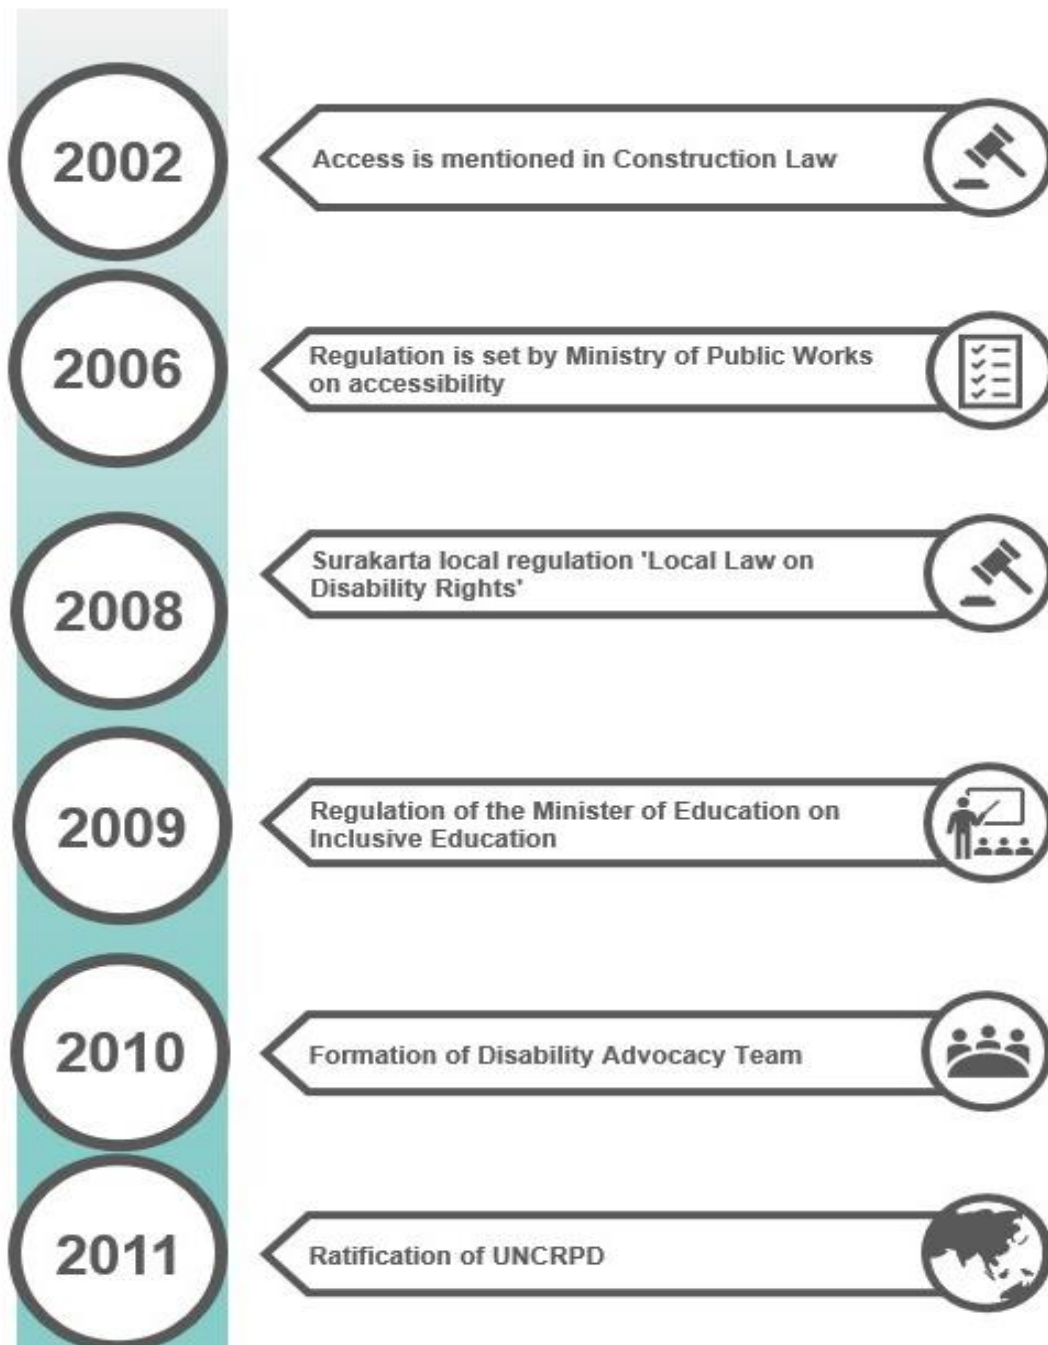 2002
Access is mentioned in Construction Law
2006
Regulation is set by Ministry of Public Works
on accessibility
2008
Surakarta local regulation 'Local Law on
Disability Rights'
2009
Regulation of the Minister of Education on
Inclusive Education
2010
Formation of Disability Advocacy Team
2011
Ratification of UNCRPD